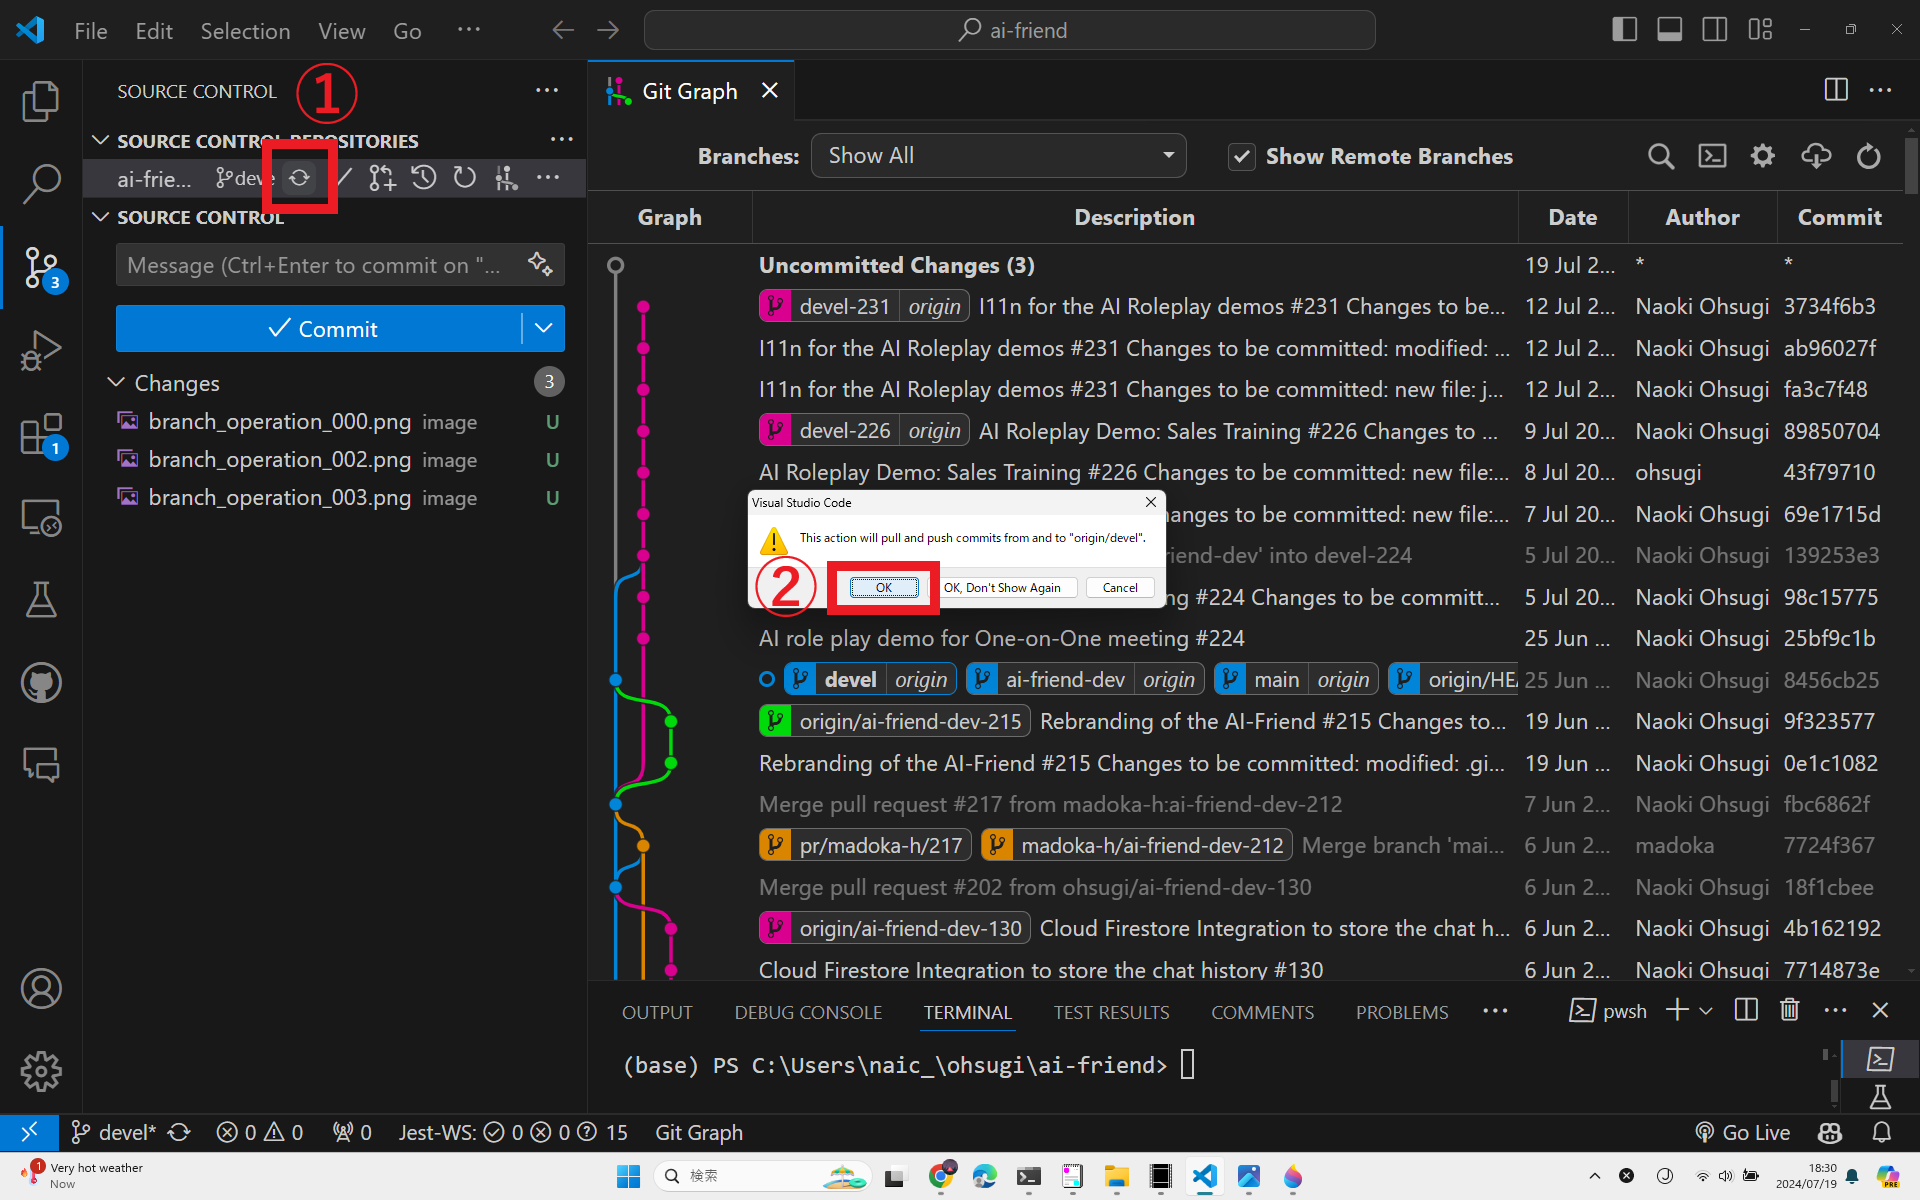 File Edit Selection View Go ···
ai-friend
SOURCE CONTROL
①
SOURCE CONTROL REPOSITORIES
ai-frie... deve
SOURCE CONTROL
Message (Ctrl+Enter to commit on "...
Commit
Changes 3
branch_operation_000.png image U
branch_operation_002.png image U
branch_operation_003.png image U
3
1
Git Graph
Branches: Show All Show Remote Branches
Graph Description Date Author Commit
Uncommitted Changes (3) 19 Jul 2... * *
devel-231 origin l11n for the AI Roleplay demos #231 Changes to be... 12 Jul 2... Naoki Ohsugi 3734f6b3
l11n for the AI Roleplay demos #231 Changes to be committed: modified: ... 12 Jul 2... Naoki Ohsugi ab96027f
l11n for the AI Roleplay demos #231 Changes to be committed: new file: j... 12 Jul 2... Naoki Ohsugi fa3c7f48
devel-226 origin AI Roleplay Demo: Sales Training #226 Changes to ... 9 Jul 20... Naoki Ohsugi 89850704
AI Roleplay Demo: Sales Training #226 Changes to be committed: new file:... 8 Jul 20... ohsugi 43f79710
anges to be committed: new file:... 7 Jul 20... Naoki Ohsugi 69e1715d
riend-dev' into devel-224 5 Jul 20... Naoki Ohsugi 139253e3
ng #224 Changes to be committ... 5 Jul 20... Naoki Ohsugi 98c15775
AI role play demo for One-on-One meeting #224 25 Jun ... Naoki Ohsugi 25bf9c1b
devel origin ai-friend-dev origin main origin origin/HEA 25 Jun ... Naoki Ohsugi 8456cb25
origin/ai-friend-dev-215 Rebranding of the AI-Friend #215 Changes to... 19 Jun ... Naoki Ohsugi 9f323577
Rebranding of the AI-Friend #215 Changes to be committed: modified: .gi... 19 Jun ... Naoki Ohsugi 0e1c1082
Merge pull request #217 from madoka-h:ai-friend-dev-212 7 Jun 2... Naoki Ohsugi fbc6862f
pr/madoka-h/217 madoka-h/ai-friend-dev-212 Merge branch 'mai... 6 Jun 2... madoka 7724f367
Merge pull request #202 from ohsugi/ai-friend-dev-130 6 Jun 2... Naoki Ohsugi 18f1cbee
origin/ai-friend-dev-130 Cloud Firestore Integration to store the chat h... 6 Jun 2... Naoki Ohsugi 4b162192
Cloud Firestore Integration to store the chat history #130 6 Jun 2... Naoki Ohsugi 7714873e
Visual Studio Code
This action will pull and push commits from and to "origin/devel".
② OK OK, Don't Show Again Cancel
OUTPUT DEBUG CONSOLE TERMINAL TEST RESULTS COMMENTS PROBLEMS ··· pwsh
(base) PS C:\Users\naic_\ohsugi\ai-friend>
devel* 0 0 0 Jest-WS: 0 0 15 Git Graph Go Live
1 Very hot weather
Now
検索
PRE
18:30
2024/07/19